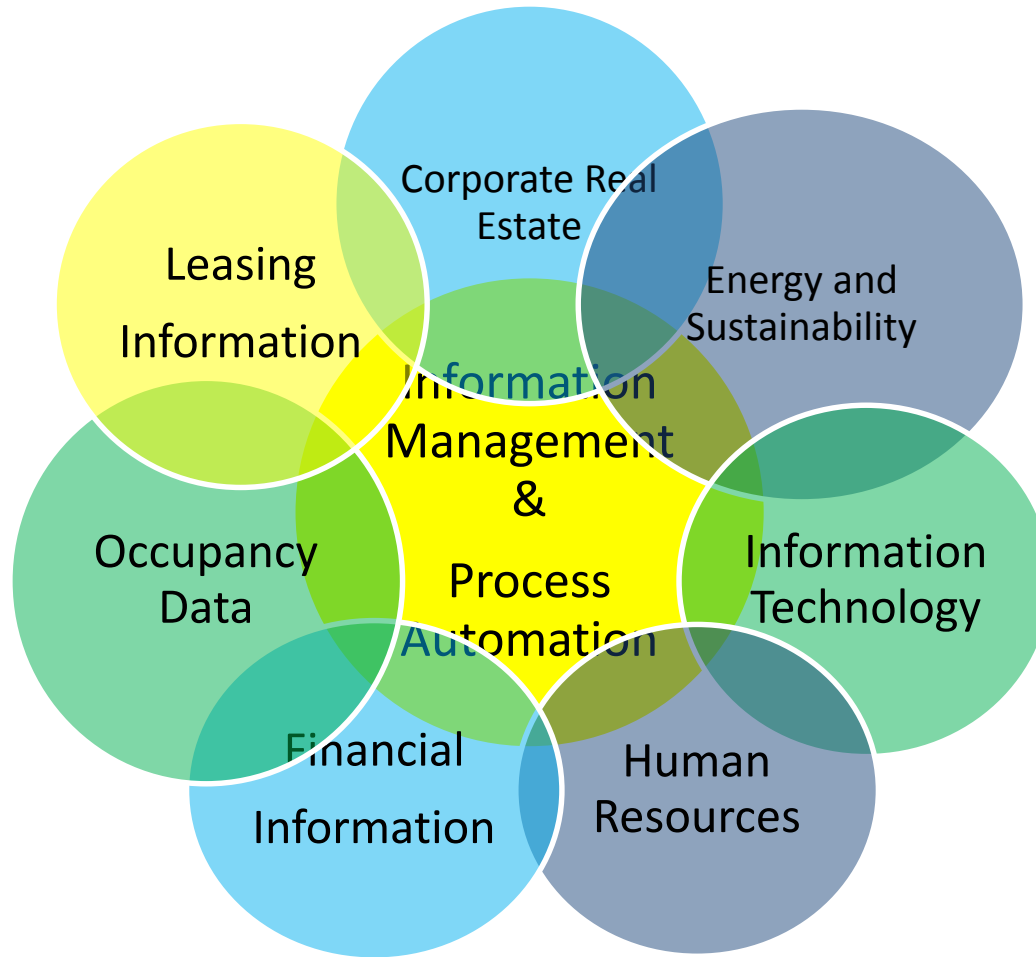 Corporate Real
Estate
Energy and
Sustainability
Leasing
Information
Information
Management
&
Process
Automation
Occupancy
Data
Information
Technology
Financial
Information
Human
Resources